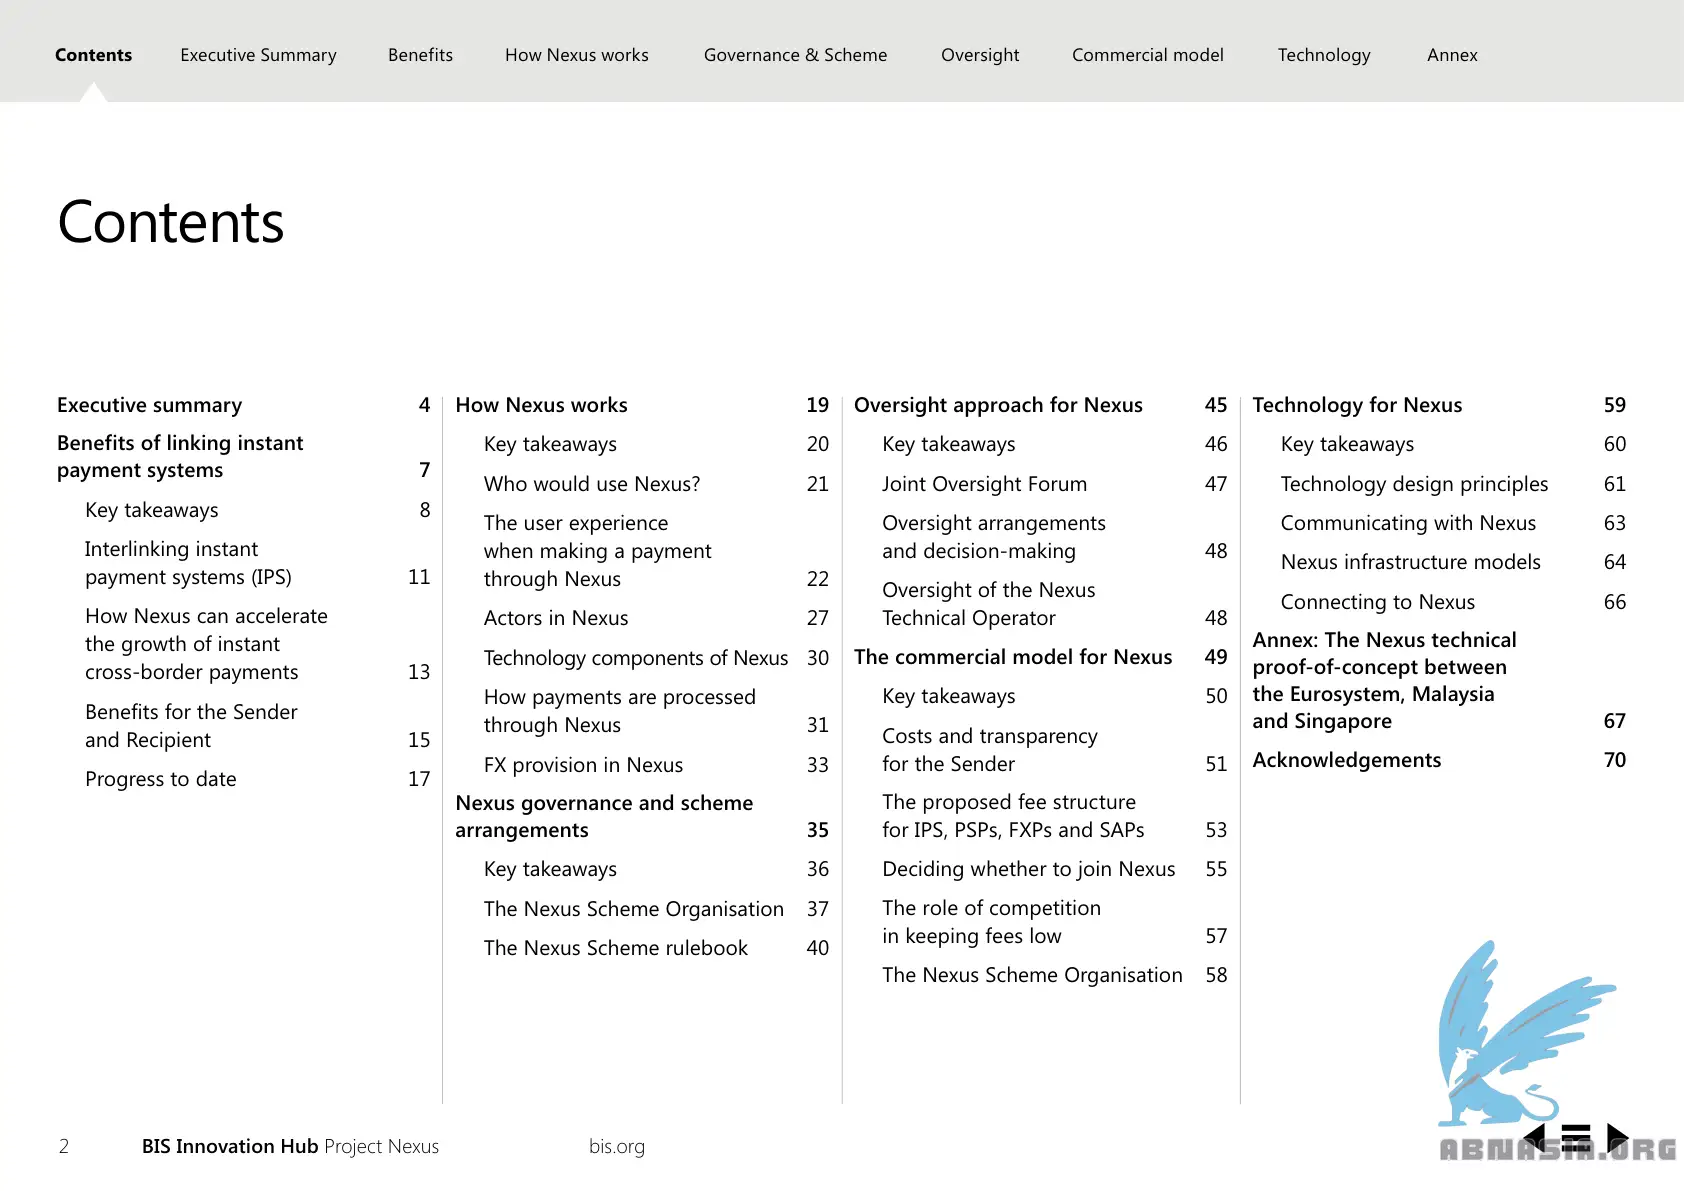 Contents Executive Summary Benefits How Nexus works Governance & Scheme Oversight Commercial model Technology Annex
Contents
Executive summary 4
Benefits of linking instant
payment systems 7
Key takeaways 8
Interlinking instant
payment systems (IPS) 11
How Nexus can accelerate
the growth of instant
cross-border payments 13
Benefits for the Sender
and Recipient 15
Progress to date 17
How Nexus works 19
Key takeaways 20
Who would use Nexus? 21
The user experience
when making a payment
through Nexus 22
Actors in Nexus 27
Technology components of Nexus 30
How payments are processed
through Nexus 31
FX provision in Nexus 33
Nexus governance and scheme
arrangements 35
Key takeaways 36
The Nexus Scheme Organisation 37
The Nexus Scheme rulebook 40
Oversight approach for Nexus 45
Key takeaways 46
Joint Oversight Forum 47
Oversight arrangements
and decision-making 48
Oversight of the Nexus
Technical Operator 48
The commercial model for Nexus 49
Key takeaways 50
Costs and transparency
for the Sender 51
The proposed fee structure
for IPS, PSPs, FXPs and SAPs 53
Deciding whether to join Nexus 55
The role of competition
in keeping fees low 57
The Nexus Scheme Organisation 58
Technology for Nexus 59
Key takeaways 60
Technology design principles 61
Communicating with Nexus 63
Nexus infrastructure models 64
Connecting to Nexus 66
Annex: The Nexus technical
proof-of-concept between
the Eurosystem, Malaysia
and Singapore 67
Acknowledgements 70
2 BIS Innovation Hub Project Nexus bis.org
ABNASIA.ORG